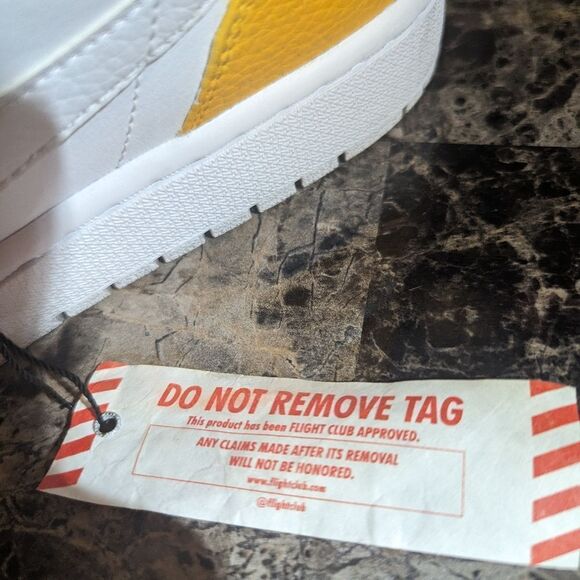 DO NOT REMOVE TAG
This product has been FLIGHT CLUB APPROVED.
ANY CLAIMS MADE AFTER ITS REMOVAL
WILL NOT BE HONORED.
www.flightclub.com
@flightclub